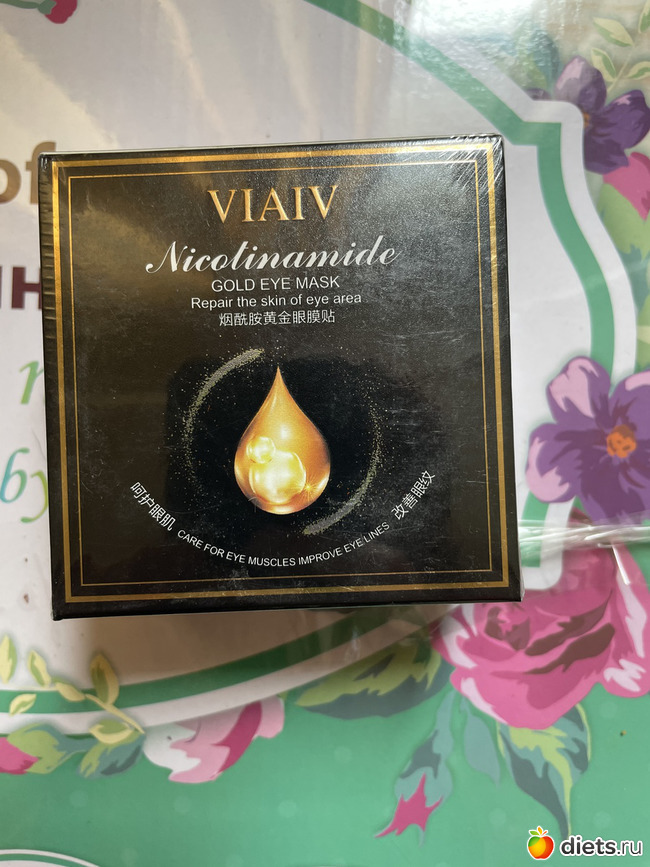 VIAIV
Nicotinamide
GOLD EYE MASK
Repair the skin of eye area
烟酰胺黄金眼膜贴
呵护眼肌
CARE FOR EYE MUSCLES IMPROVE EYE LINES
改善眼纹
of
diets.ru